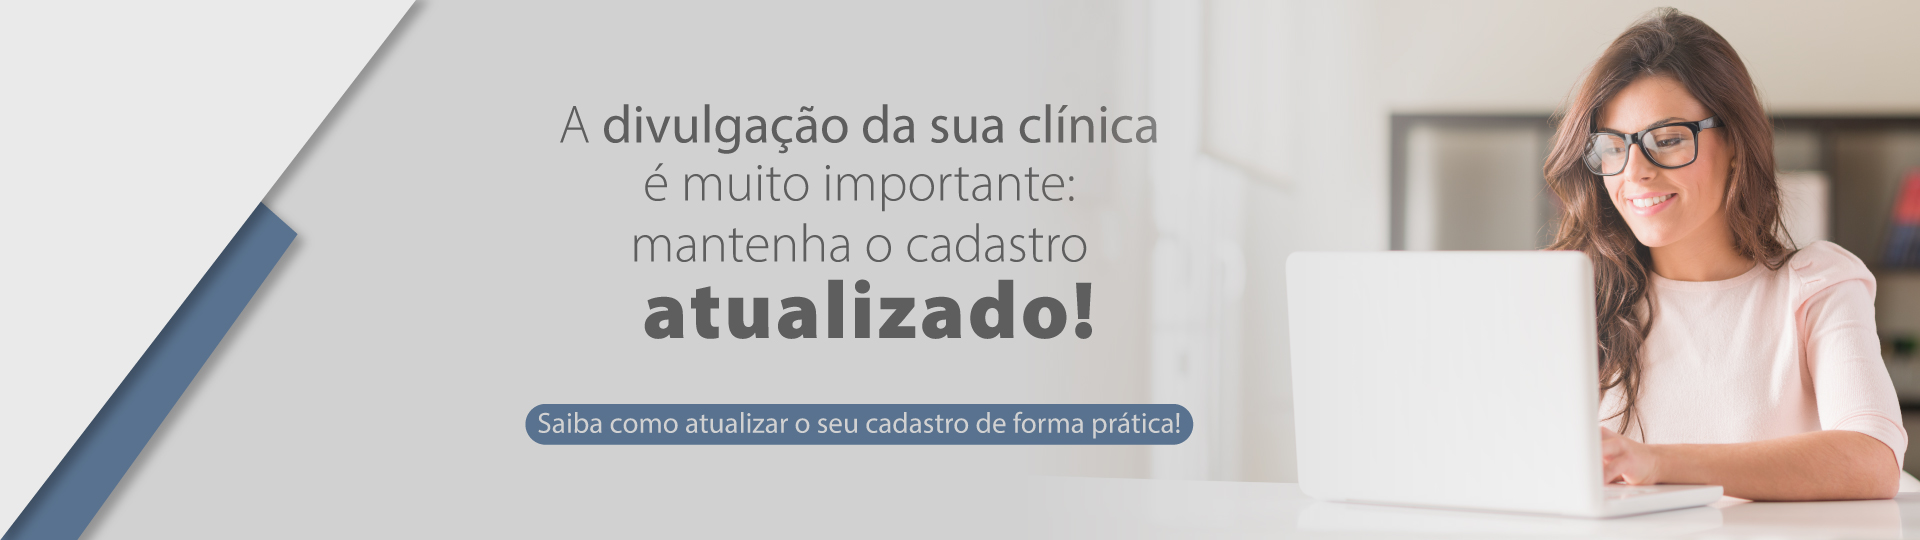 A divulgação da sua clínica
é muito importante:
mantenha o cadastro
atualizado!
Saiba como atualizar o seu cadastro de forma prática!